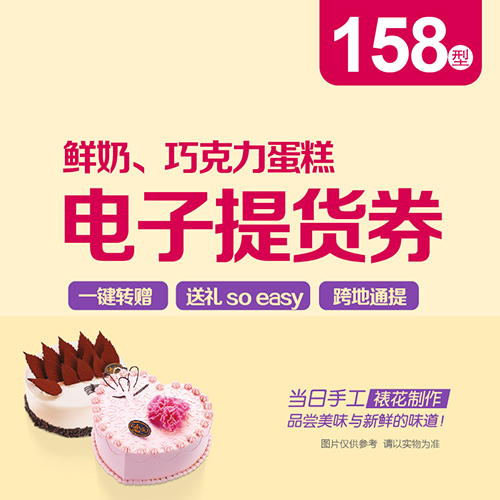 158型
鲜奶、巧克力蛋糕
电子提货券
一键转赠 送礼 so easy 跨地通提
当日手工 裱花制作
品尝美味与新鲜的味道！
图片仅供参考 请以实物为准